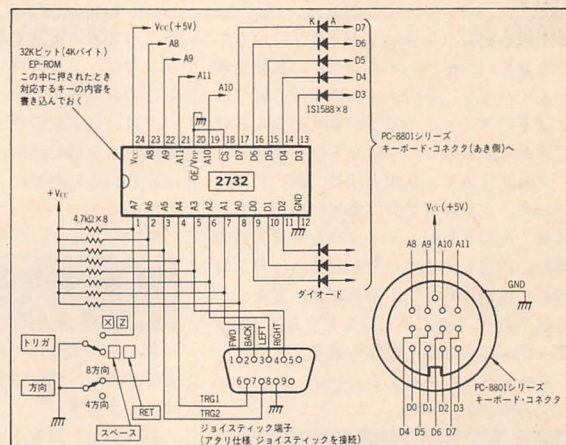 32Kビット(4Kバイト)
EP-ROM
この中に押されたとき
対応するキーの内容を
書き込んでおく
Vcc(+5V)
A8
A9
A11
A10
K A
D7
D6
D5
D4
D3
1S1588×8
24 23 22 21 20 19 18 17 16 15 14 13
Vcc A8 A9 A11 OE/VPP A10 CS D7 D6 D5 D4 D3
2732
A7 A6 A5 A4 A3 A2 A1 A0 D0 D1 D2 GND
1 2 3 4 5 6 7 8 9 10 11 12
PC-8801シリーズ
キーボード・コネクタ(あき側)へ
+Vcc
4.7kΩ×8
ダイオード
X Z
トリガ
8方向
方向
4方向
スペース
RET
FWD
BACK
LEFT
RIGHT
1 2 3 4 5
6 7 8 9
TRG1
TRG2
ジョイスティック端子
(アタリ仕様 ジョイスティックを接続)
Vcc(+5V)
A8 A9 A10 A11
GND
D0 D1 D2 D3
D4 D5 D6 D7
PC-8801シリーズ
キーボード・コネクタ